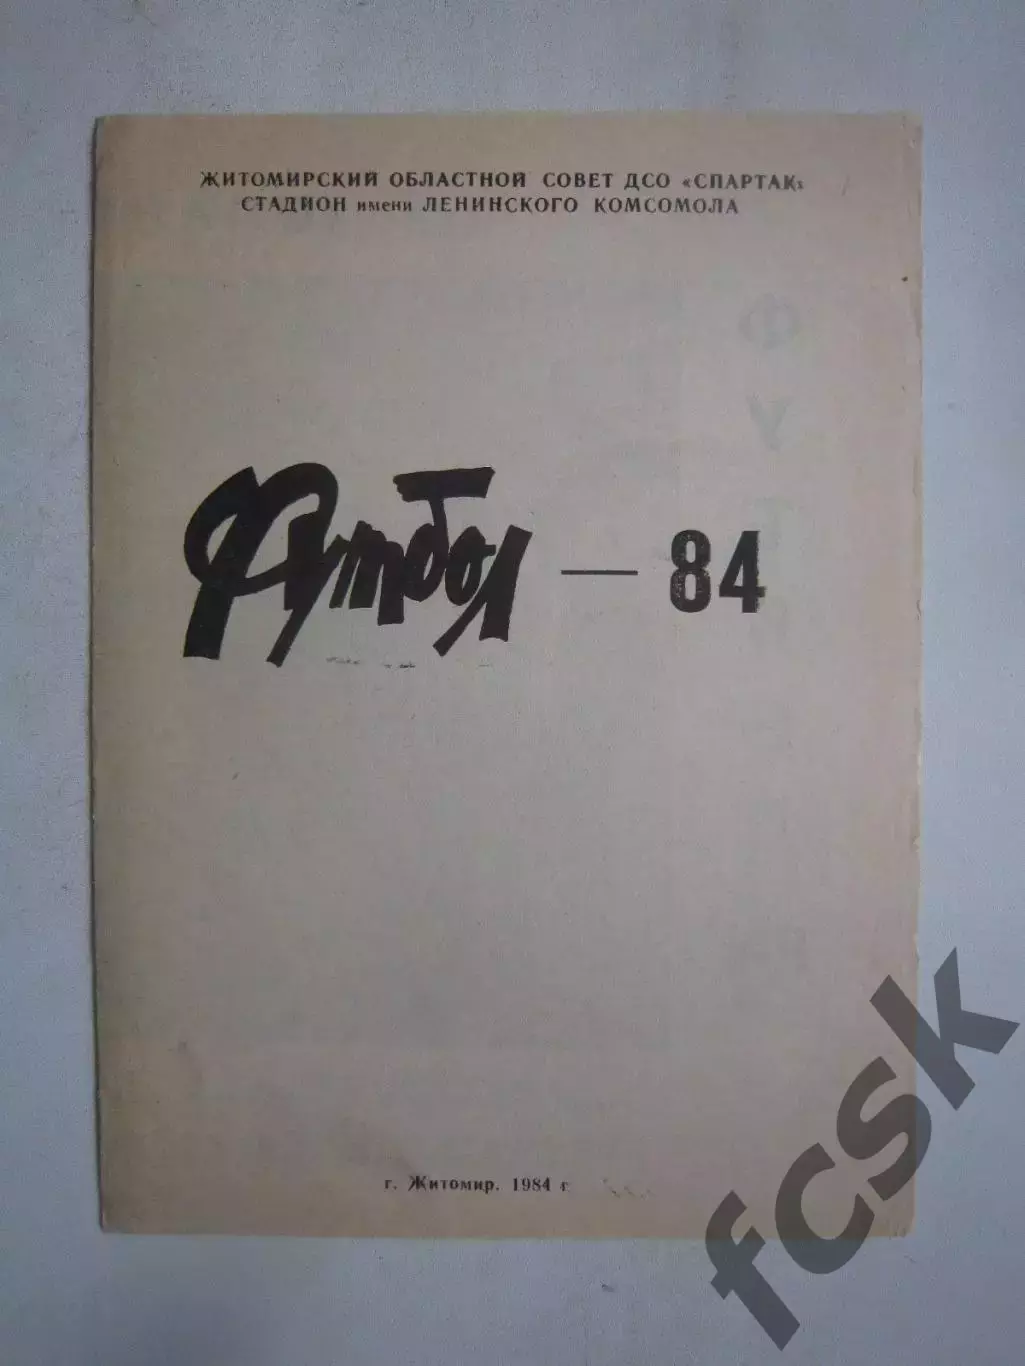 ЖИТОМИРСКИЙ ОБЛАСТНОЙ СОВЕТ ДСО «СПАРТАК»
СТАДИОН имени ЛЕНИНСКОГО КОМСОМОЛА
Футбол — 84
г. Житомир. 1984 г
fcsk